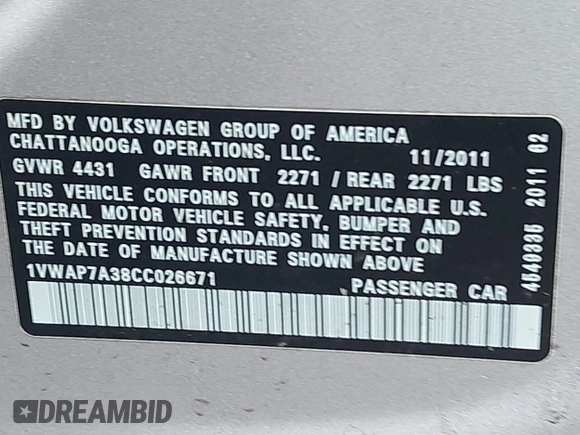 MFD BY VOLKSWAGEN GROUP OF AMERICA
CHATTANOOGA OPERATIONS, LLC. 11/2011
GVWR 4431 GAWR FRONT 2271 / REAR 2271 LBS
THIS VEHICLE CONFORMS TO ALL APPLICABLE U.S.
FEDERAL MOTOR VEHICLE SAFETY, BUMPER AND
THEFT PREVENTION STANDARDS IN EFFECT ON
THE DATE OF MANUFACTURE SHOWN ABOVE
1VWAP7A38CC026671 PASSENGER CAR
2011 02
DREAMBID